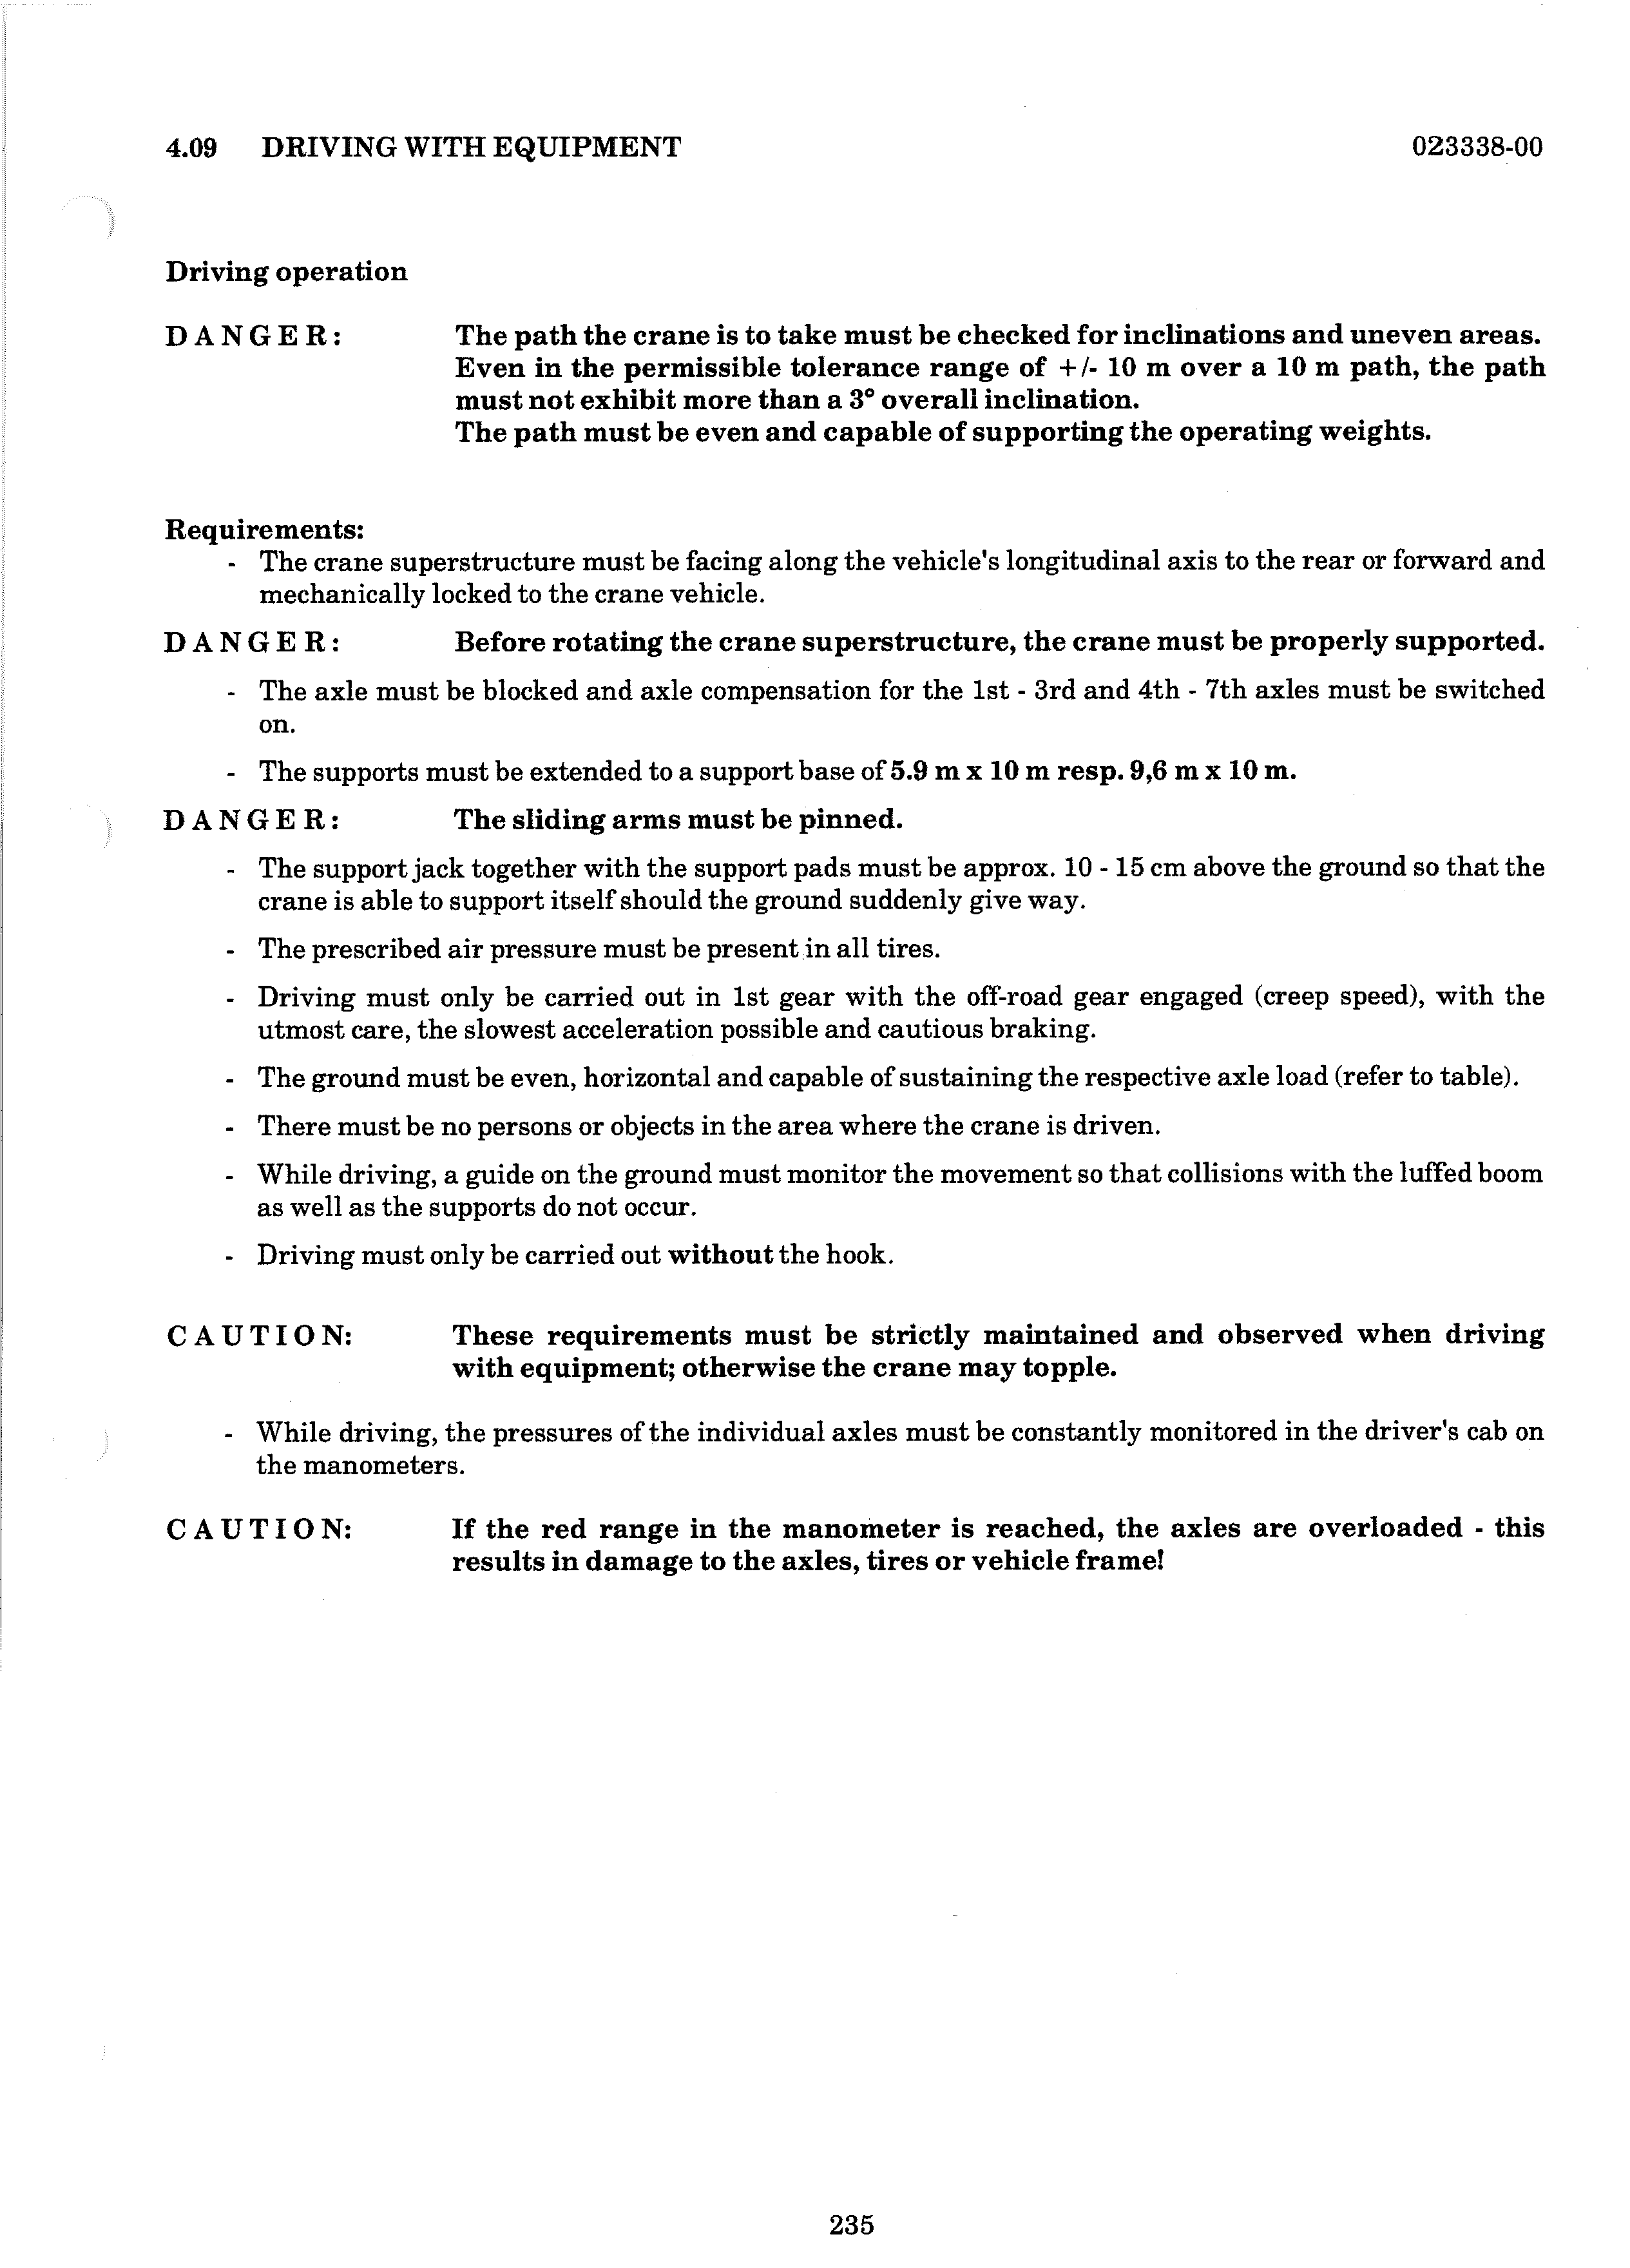 4.09 DRIVING WITH EQUIPMENT 023338-00
Driving operation
D A N G E R : The path the crane is to take must be checked for inclinations and uneven areas.
Even in the permissible tolerance range of +/- 10 m over a 10 m path, the path
must not exhibit more than a 3° overall inclination.
The path must be even and capable of supporting the operating weights.
Requirements:
- The crane superstructure must be facing along the vehicle's longitudinal axis to the rear or forward and
mechanically locked to the crane vehicle.
D A N G E R : Before rotating the crane superstructure, the crane must be properly supported.
- The axle must be blocked and axle compensation for the 1st - 3rd and 4th - 7th axles must be switched
on.
- The supports must be extended to a support base of 5.9 m x 10 m resp. 9,6 m x 10 m.
D A N G E R : The sliding arms must be pinned.
- The support jack together with the support pads must be approx. 10 - 15 cm above the ground so that the
crane is able to support itself should the ground suddenly give way.
- The prescribed air pressure must be present in all tires.
- Driving must only be carried out in 1st gear with the off-road gear engaged (creep speed), with the
utmost care, the slowest acceleration possible and cautious braking.
- The ground must be even, horizontal and capable of sustaining the respective axle load (refer to table).
- There must be no persons or objects in the area where the crane is driven.
- While driving, a guide on the ground must monitor the movement so that collisions with the luffed boom
as well as the supports do not occur.
- Driving must only be carried out without the hook.
C A U T I O N: These requirements must be strictly maintained and observed when driving
with equipment; otherwise the crane may topple.
- While driving, the pressures of the individual axles must be constantly monitored in the driver's cab on
the manometers.
C A U T I O N: If the red range in the manometer is reached, the axles are overloaded - this
results in damage to the axles, tires or vehicle frame!
235